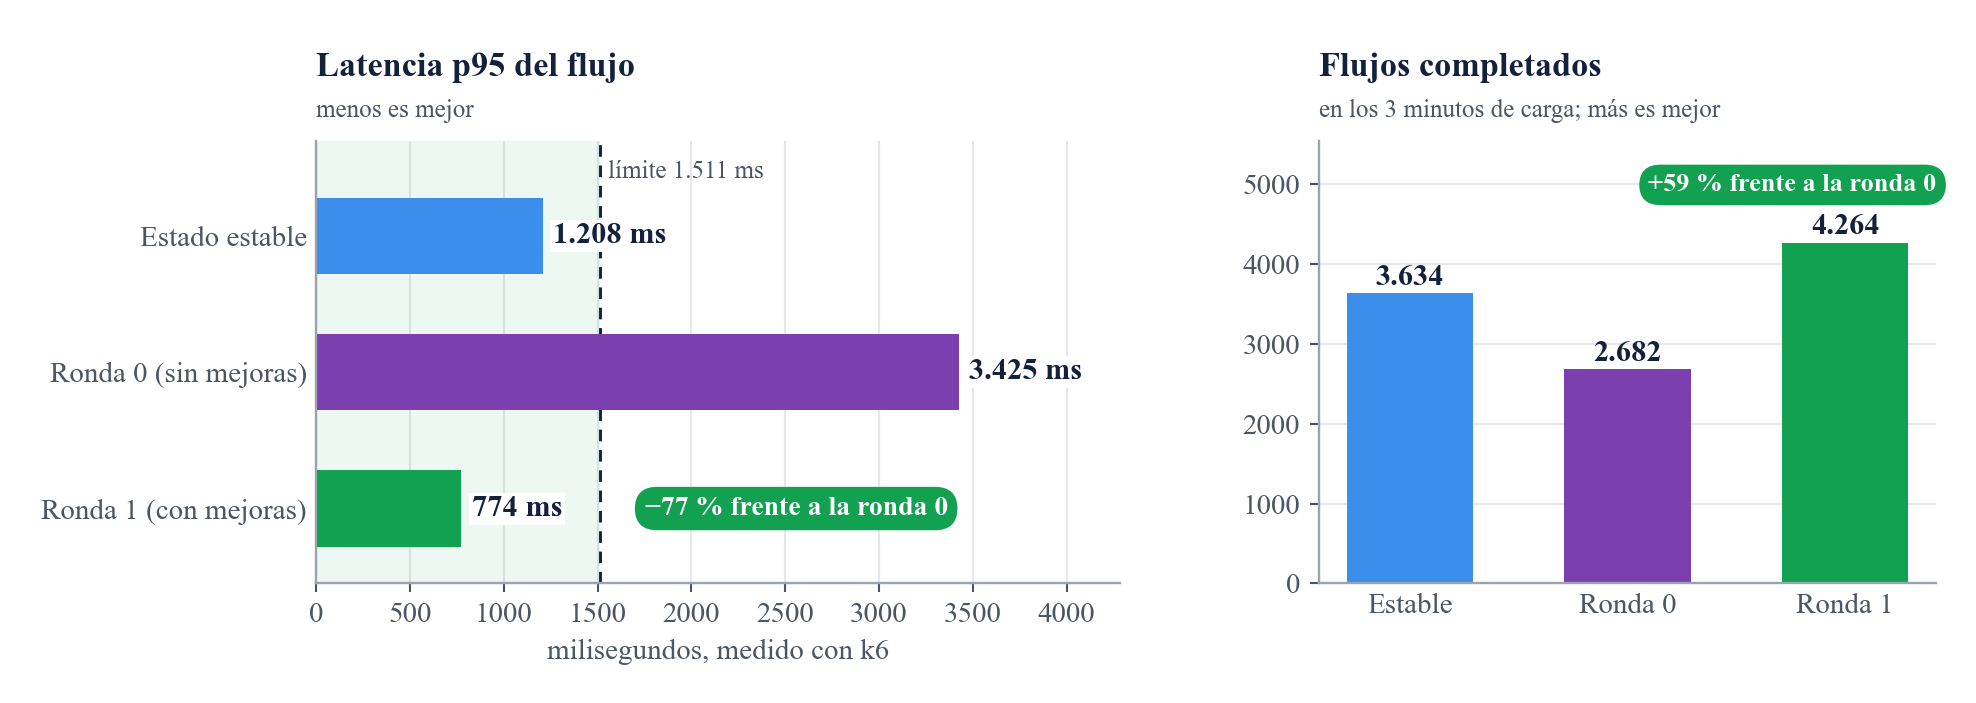 Latencia p95 del flujo
menos es mejor
límite 1.511 ms
Estado estable
1.208 ms
Ronda 0 (sin mejoras)
3.425 ms
Ronda 1 (con mejoras)
774 ms
−77 % frente a la ronda 0
0 500 1000 1500 2000 2500 3000 3500 4000
milisegundos, medido con k6
Flujos completados
en los 3 minutos de carga; más es mejor
5000
4000
3000
2000
1000
0
+59 % frente a la ronda 0
3.634
2.682
4.264
Estable Ronda 0 Ronda 1